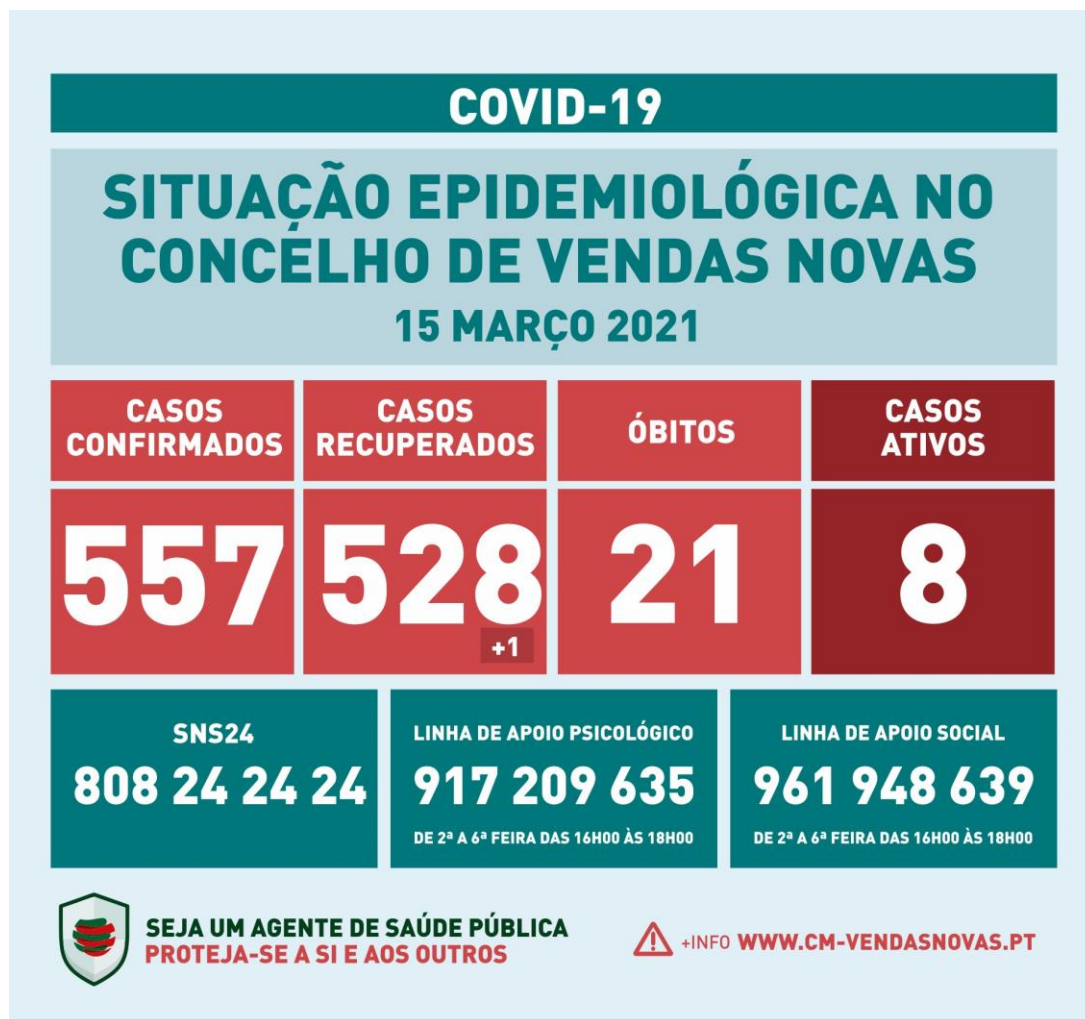 COVID-19
SITUAÇÃO EPIDEMIOLÓGICA NO
CONCELHO DE VENDAS NOVAS
15 MARÇO 2021
CASOS
CONFIRMADOS
557
CASOS
RECUPERADOS
528
+1
ÓBITOS
21
CASOS
ATIVOS
8
SNS24
808 24 24 24
LINHA DE APOIO PSICOLÓGICO
917 209 635
DE 2ª A 6ª FEIRA DAS 16H00 ÀS 18H00
LINHA DE APOIO SOCIAL
961 948 639
DE 2ª A 6ª FEIRA DAS 16H00 ÀS 18H00
SEJA UM AGENTE DE SAÚDE PÚBLICA
PROTEJA-SE A SI E AOS OUTROS
+INFO WWW.CM-VENDASNOVAS.PT